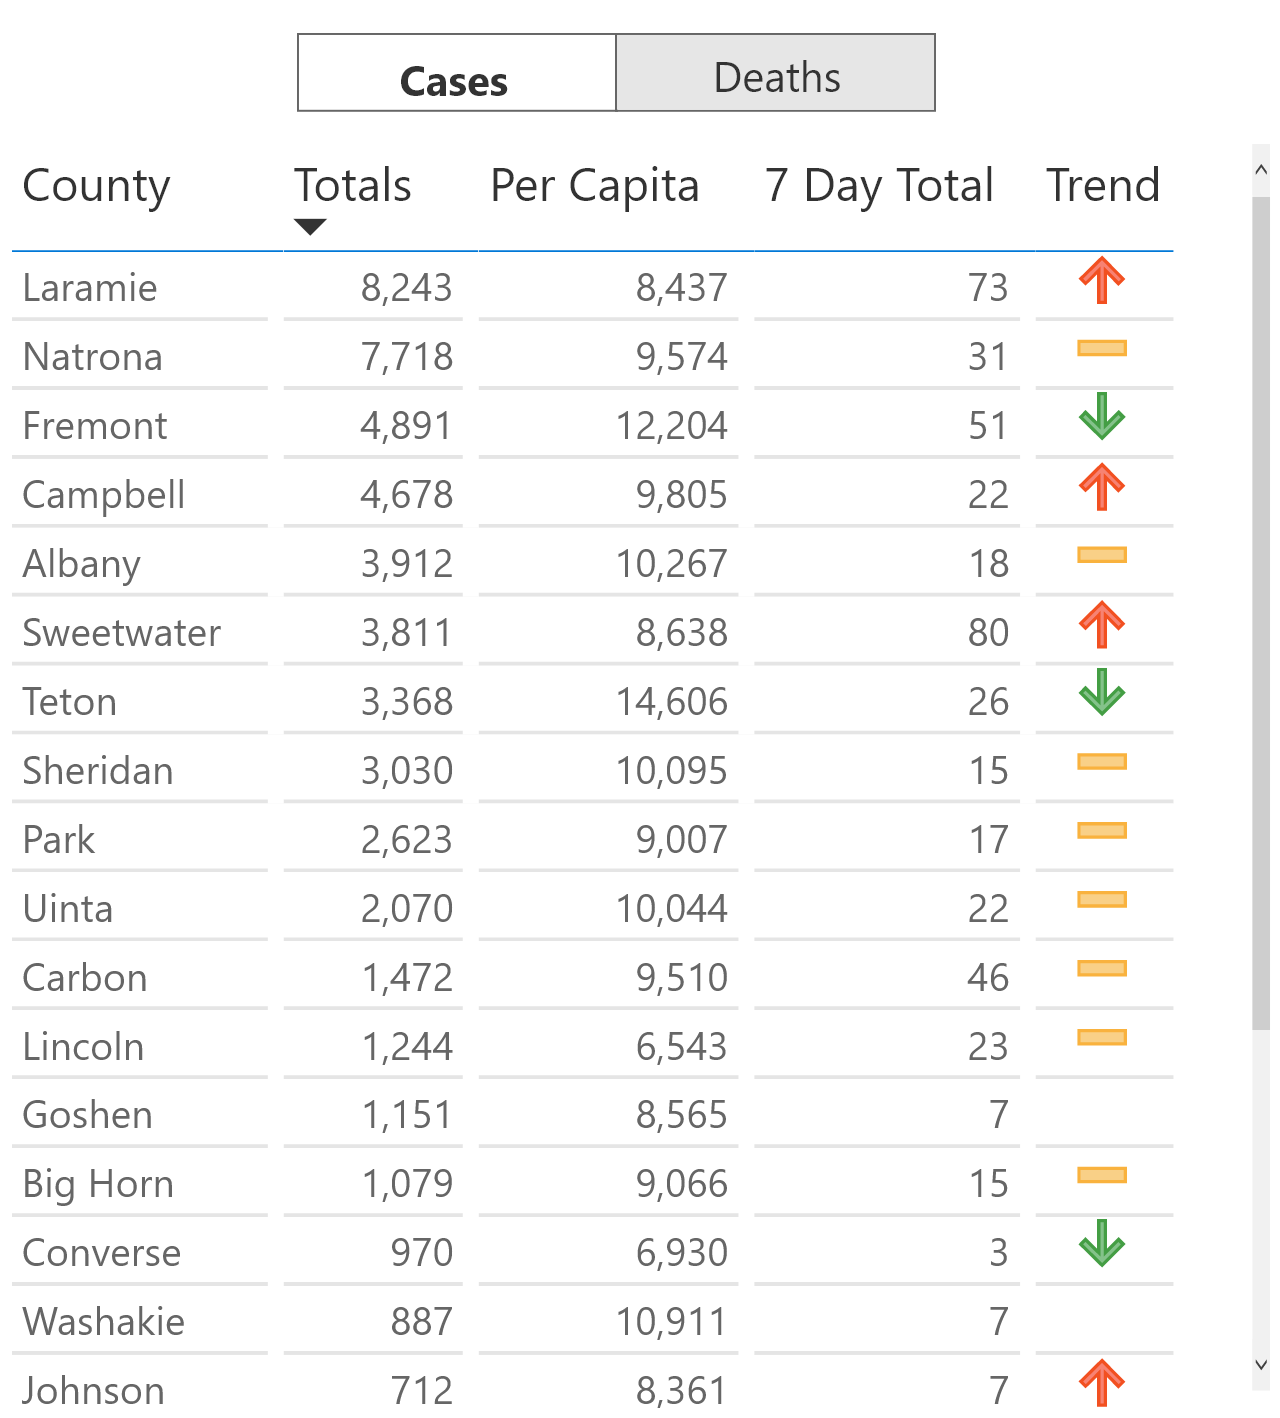 Cases Deaths
County Totals Per Capita 7 Day Total Trend
Laramie 8,243 8,437 73
Natrona 7,718 9,574 31
Fremont 4,891 12,204 51
Campbell 4,678 9,805 22
Albany 3,912 10,267 18
Sweetwater 3,811 8,638 80
Teton 3,368 14,606 26
Sheridan 3,030 10,095 15
Park 2,623 9,007 17
Uinta 2,070 10,044 22
Carbon 1,472 9,510 46
Lincoln 1,244 6,543 23
Goshen 1,151 8,565 7
Big Horn 1,079 9,066 15
Converse 970 6,930 3
Washakie 887 10,911 7
Johnson 712 8,361 7